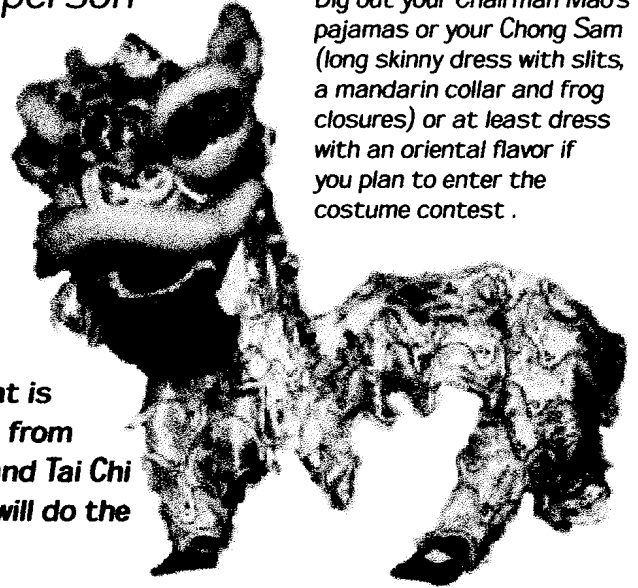 person
Dig out your Chairman Mao's
pajamas or your Chong Sam
(long skinny dress with slits,
a mandarin collar and frog
closures) or at least dress
with an oriental flavor if
you plan to enter the
costume contest .
is
from
and Tai Chi
will do the